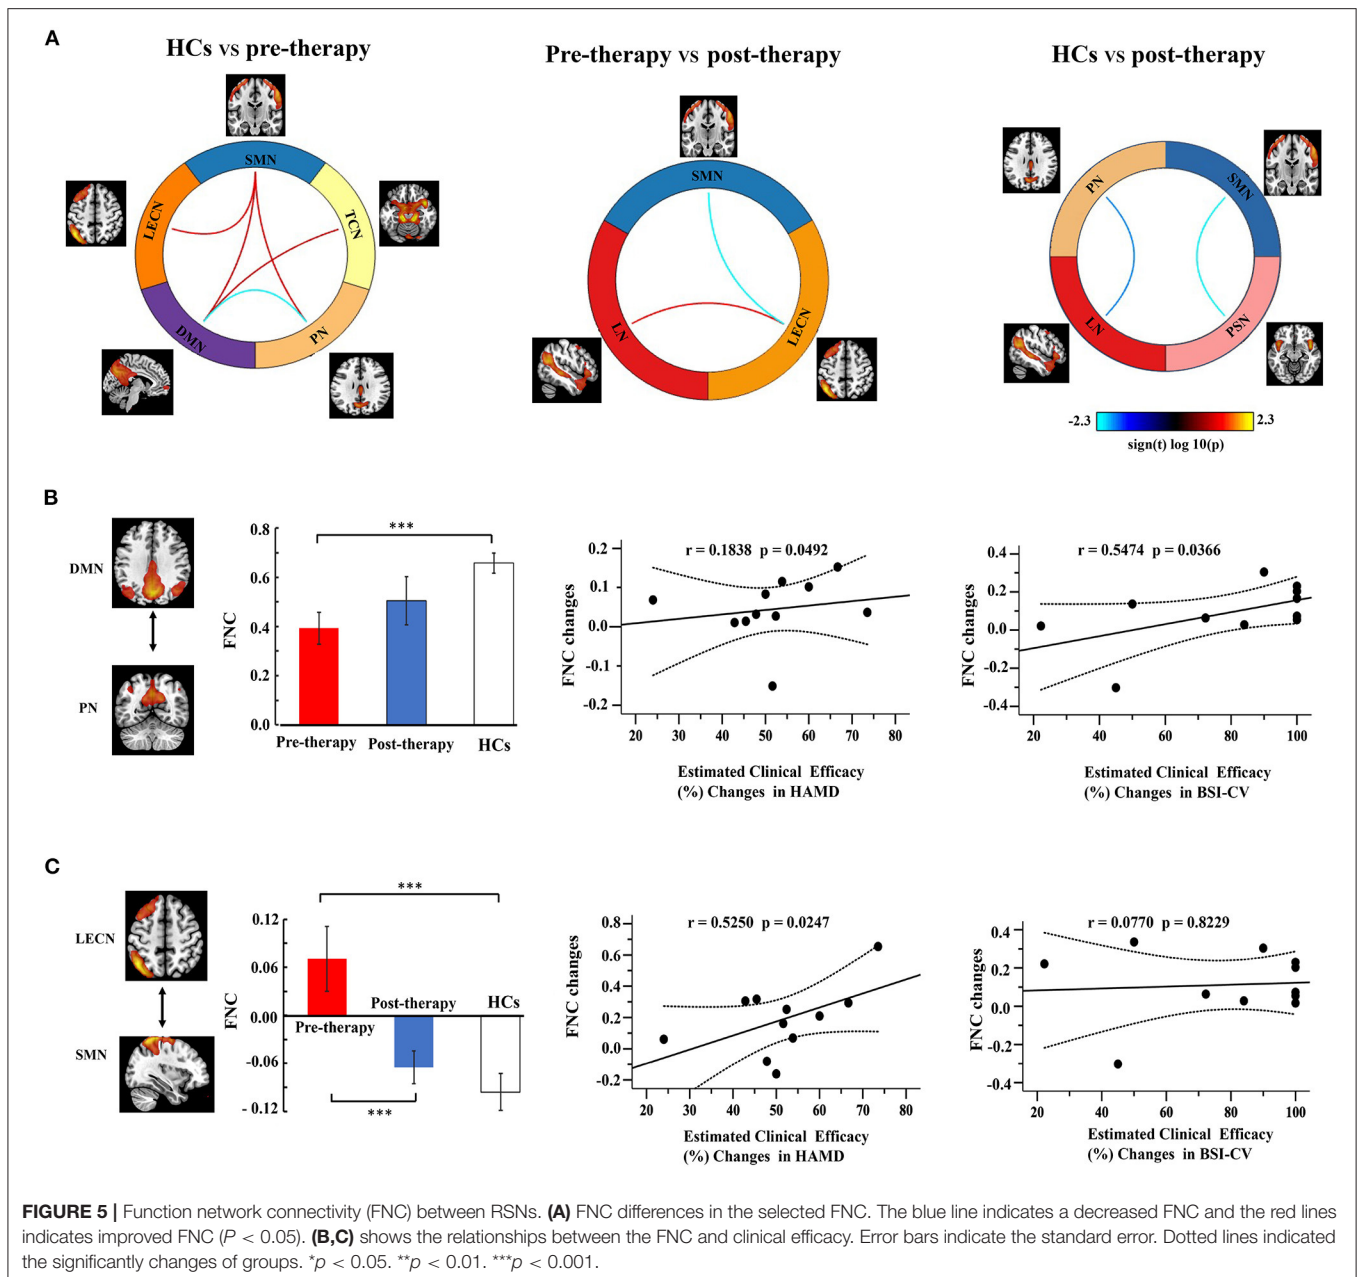 A
HCs vs pre-therapy
Pre-therapy vs post-therapy
HCs vs post-therapy
SMN
LECN
TCN
DMN
PN
SMN
LN
LECN
PN
SMN
LN
PSN
-2.3
2.3
sign(t) log 10(p)
B
DMN
PN
FNC
0.8
0.6
0.4
0.2
0.0
***
Pre-therapy
Post-therapy
HCs
r = 0.1838 p = 0.0492
FNC changes
0.2
0.1
0.0
-0.1
-0.2
20 30 40 50 60 70 80
Estimated Clinical Efficacy
(%) Changes in HAMD
r = 0.5474 p = 0.0366
FNC changes
0.4
0.2
0.0
-0.2
-0.4
20 40 60 80 100
Estimated Clinical Efficacy
(%) Changes in BSI-CV
C
LECN
SMN
FNC
0.12
0.06
0.00
-0.06
- 0.12
***
Post-therapy
HCs
Pre-therapy
***
r = 0.5250 p = 0.0247
FNC changes
0.8
0.6
0.4
0.2
0.0
-0.2
20 30 40 50 60 70 80
Estimated Clinical Efficacy
(%) Changes in HAMD
r = 0.0770 p = 0.8229
FNC changes
0.4
0.2
0.0
-0.2
-0.4
20 40 60 80 100
Estimated Clinical Efficacy
(%) Changes in BSI-CV
FIGURE 5 | Function network connectivity (FNC) between RSNs. (A) FNC differences in the selected FNC. The blue line indicates a decreased FNC and the red lines
indicates improved FNC (P < 0.05). (B,C) shows the relationships between the FNC and clinical efficacy. Error bars indicate the standard error. Dotted lines indicated
the significantly changes of groups. *p < 0.05. **p < 0.01. ***p < 0.001.